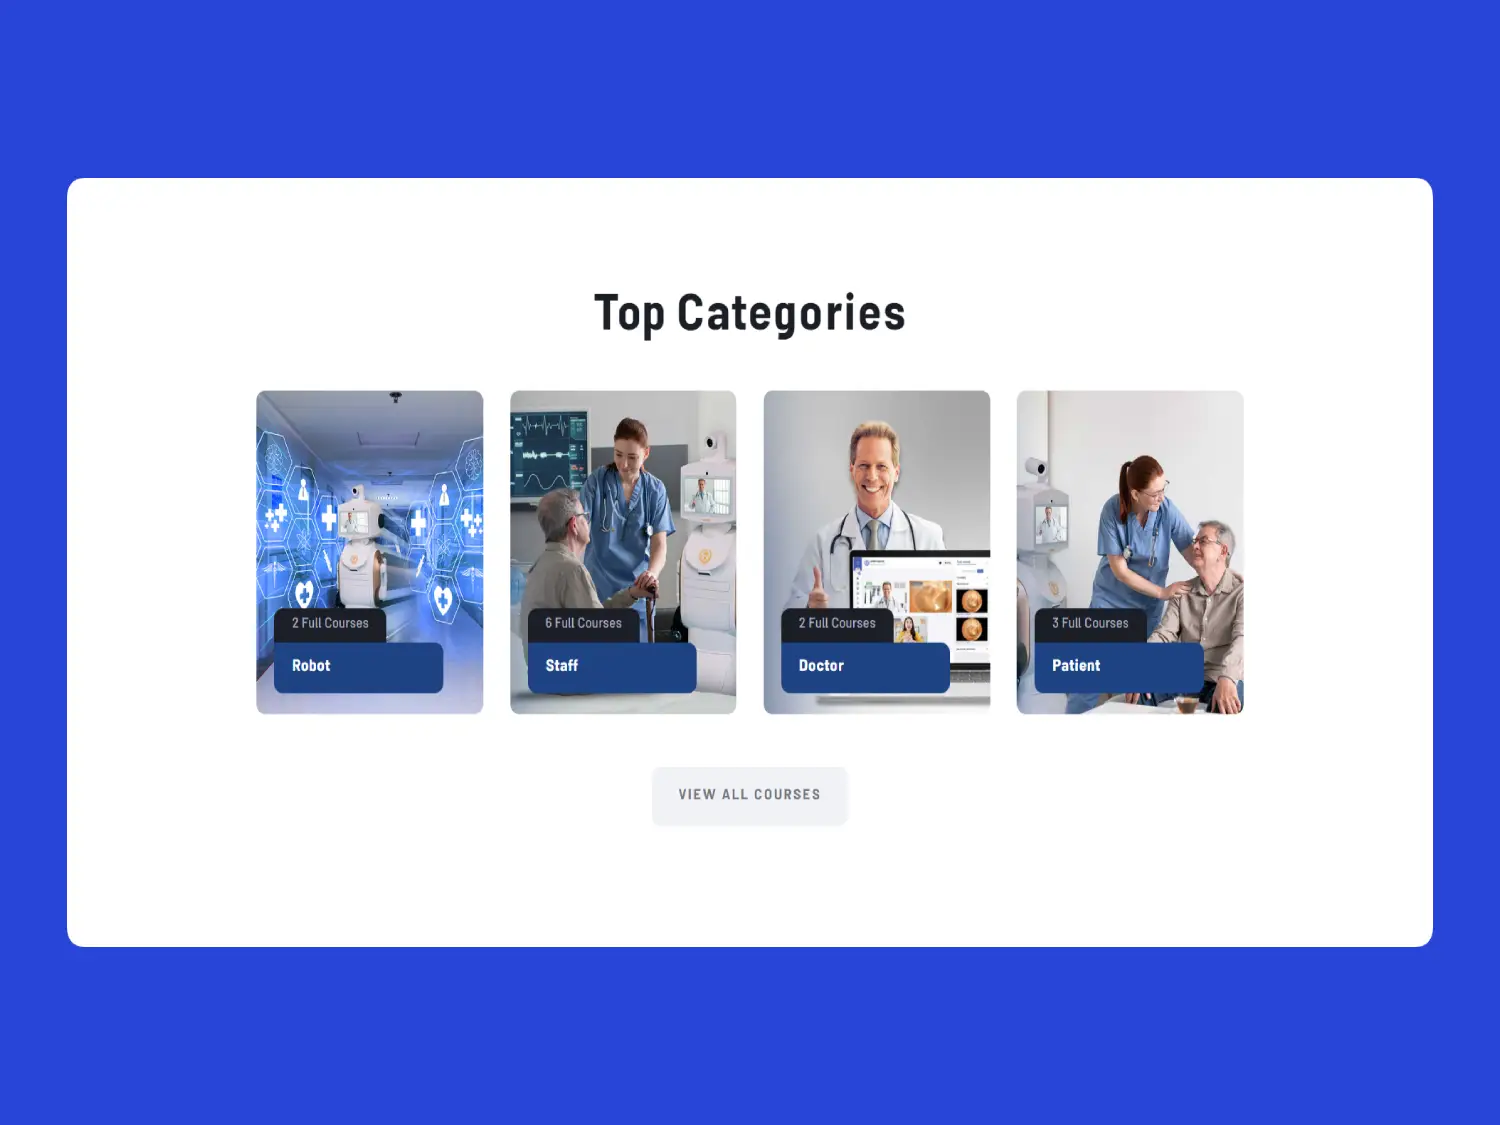 Top Categories
2 Full Courses
Robot
6 Full Courses
Staff
2 Full Courses
Doctor
3 Full Courses
Patient
VIEW ALL COURSES